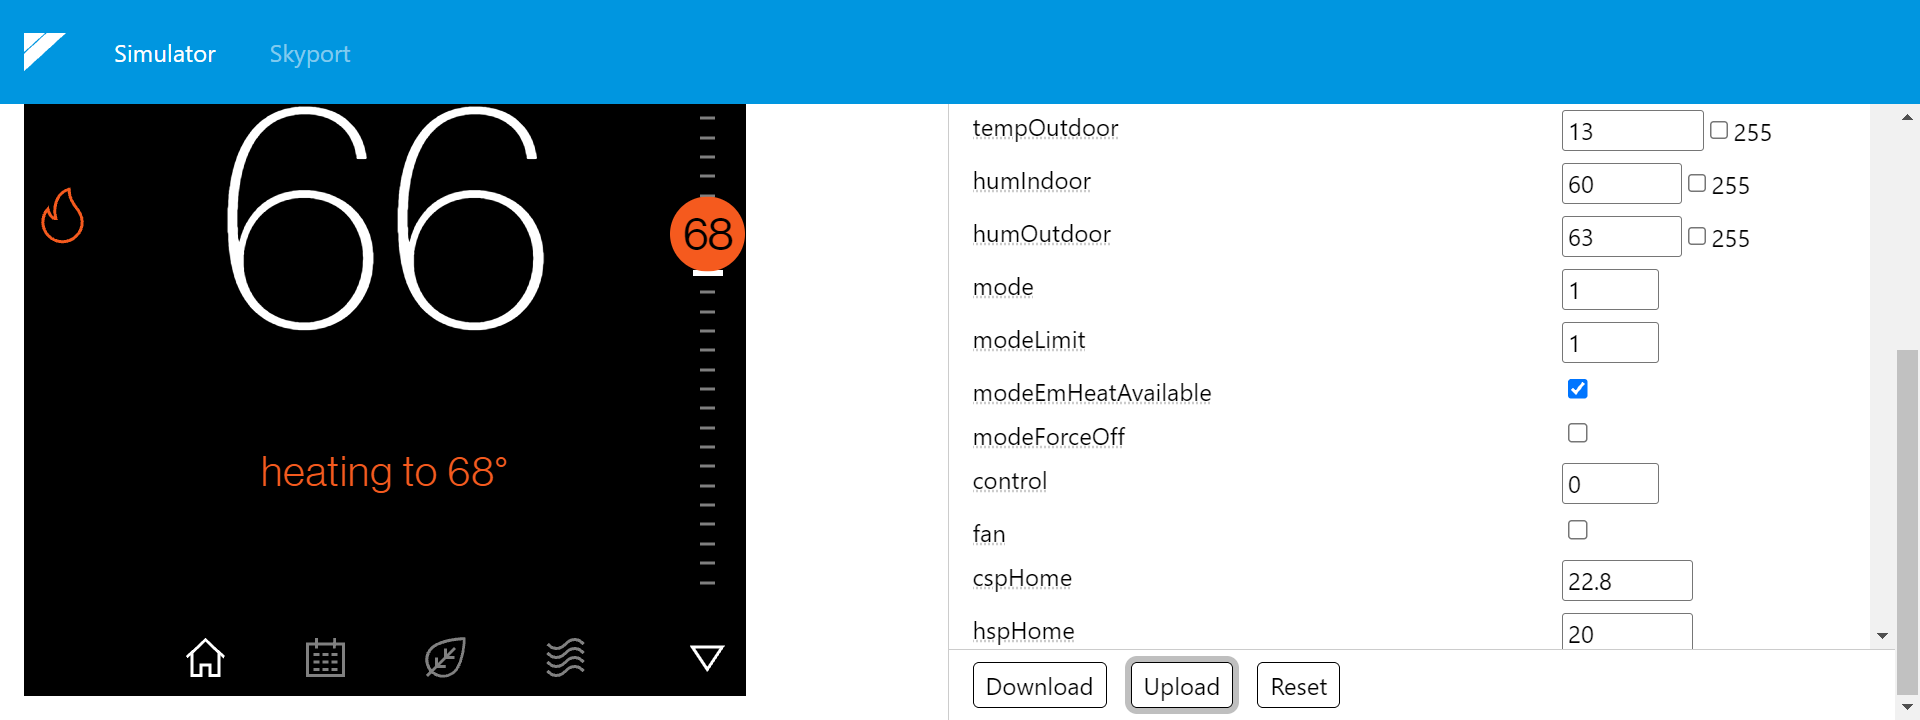 Simulator Skyport
66
68
heating to 68°
tempOutdoor 13 255
humIndoor 60 255
humOutdoor 63 255
mode 1
modeLimit 1
modeEmHeatAvailable
modeForceOff
control 0
fan
cspHome 22.8
hspHome 20
Download Upload Reset